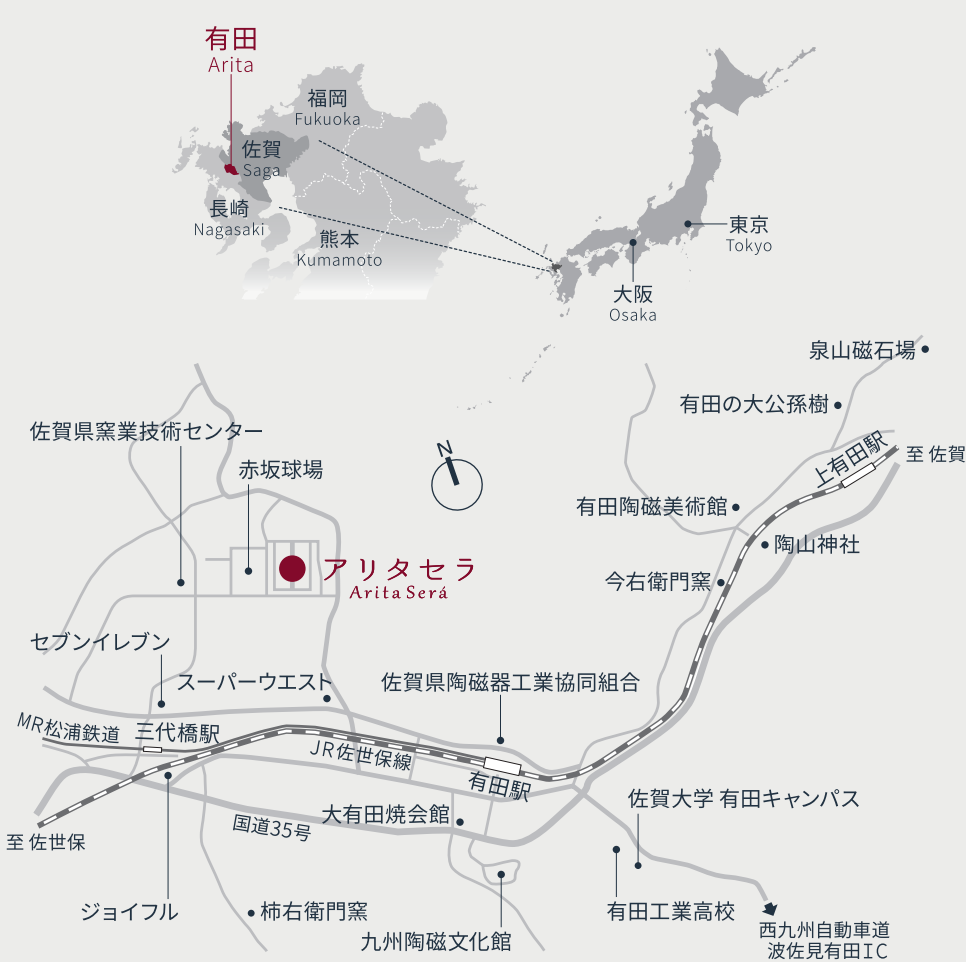 有田
Arita
福岡
Fukuoka
佐賀
Saga
長崎
Nagasaki
熊本
Kumamoto
東京
Tokyo
大阪
Osaka
泉山磁石場
有田の大公孫樹
佐賀県窯業技術センター
上有田駅
至 佐賀
N
赤坂球場
有田陶磁美術館
陶山神社
アリタセラ
Arita Será
今右衛門窯
セブンイレブン
スーパーウエスト
佐賀県陶磁器工業協同組合
MR松浦鉄道
三代橋駅
JR佐世保線
有田駅
佐賀大学 有田キャンパス
大有田焼会館
国道35号
至 佐世保
ジョイフル
柿右衛門窯
有田工業高校
九州陶磁文化館
西九州自動車道
波佐見有田IC